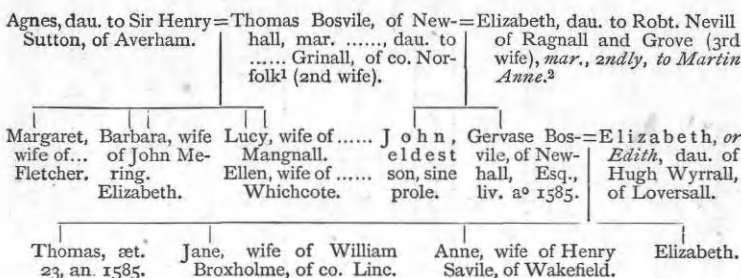 Agnes, dau. to Sir Henry
Sutton, of Averham.
=Thomas Bosvile, of New-
hall, mar. ......, dau. to
...... Grinall, of co. Nor-
folk¹ (2nd wife).
=Elizabeth, dau. to Robt. Nevill
of Ragnall and Grove (3rd
wife), mar., 2ndly, to Martin
Anne.²
Margaret,
wife of...
Fletcher.
Barbara, wife
of John Me-
ring.
Elizabeth.
Lucy, wife of ......
Mangnall.
Ellen, wife of ......
Whichcote.
John,
eldest
son, sine
prole.
Gervase Bos-
vile, of New-
hall, Esq.,
liv. aº 1585.
=Elizabeth, or
Edith, dau. of
Hugh Wyrrall,
of Loversall.
Thomas, æt.
23, an. 1585.
Jane, wife of William
Broxholme, of co. Linc.
Anne, wife of Henry
Savile, of Wakefield.
Elizabeth.